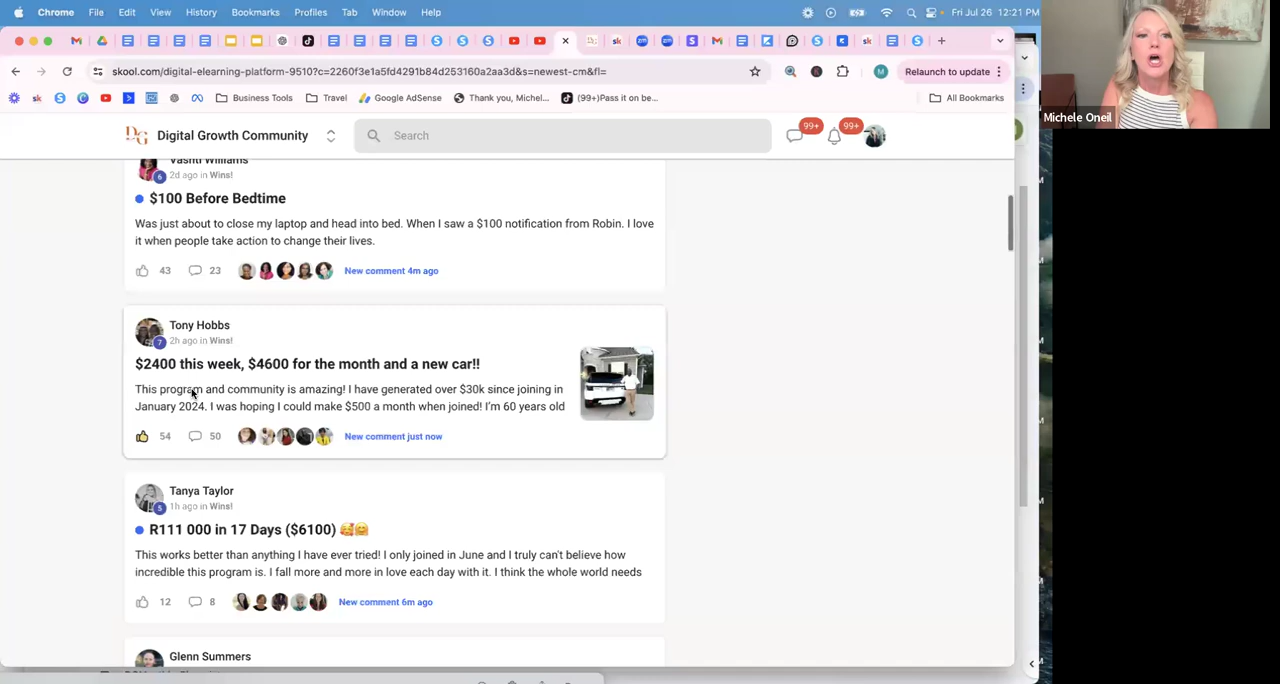 Chrome File Edit View History Bookmarks Profiles Tab Window Help Fri Jul 26 12:21 PM
skool.com/digital-elearning-platform-9510?c=2260f3e1a5fd4291b84d253160a2aa3d&s=newest-cm&fl= M Relaunch to update
Business Tools Travel Google AdSense Thank you, Michel... (99+)Pass it on be... All Bookmarks
Michele Oneil
DG Digital Growth Community Search 99+ 99+
Vashti Williams
6 2d ago in Wins!
$100 Before Bedtime
Was just about to close my laptop and head into bed. When I saw a $100 notification from Robin. I love
it when people take action to change their lives.
43 23 New comment 4m ago
Tony Hobbs
7 2h ago in Wins!
$2400 this week, $4600 for the month and a new car!!
This program and community is amazing! I have generated over $30k since joining in
January 2024. I was hoping I could make $500 a month when joined! I'm 60 years old
54 50 New comment just now
Tanya Taylor
5 1h ago in Wins!
R111 000 in 17 Days ($6100) 🥰🤗
This works better than anything I have ever tried! I only joined in June and I truly can't believe how
incredible this program is. I fall more and more in love each day with it. I think the whole world needs
12 8 New comment 6m ago
Glenn Summers